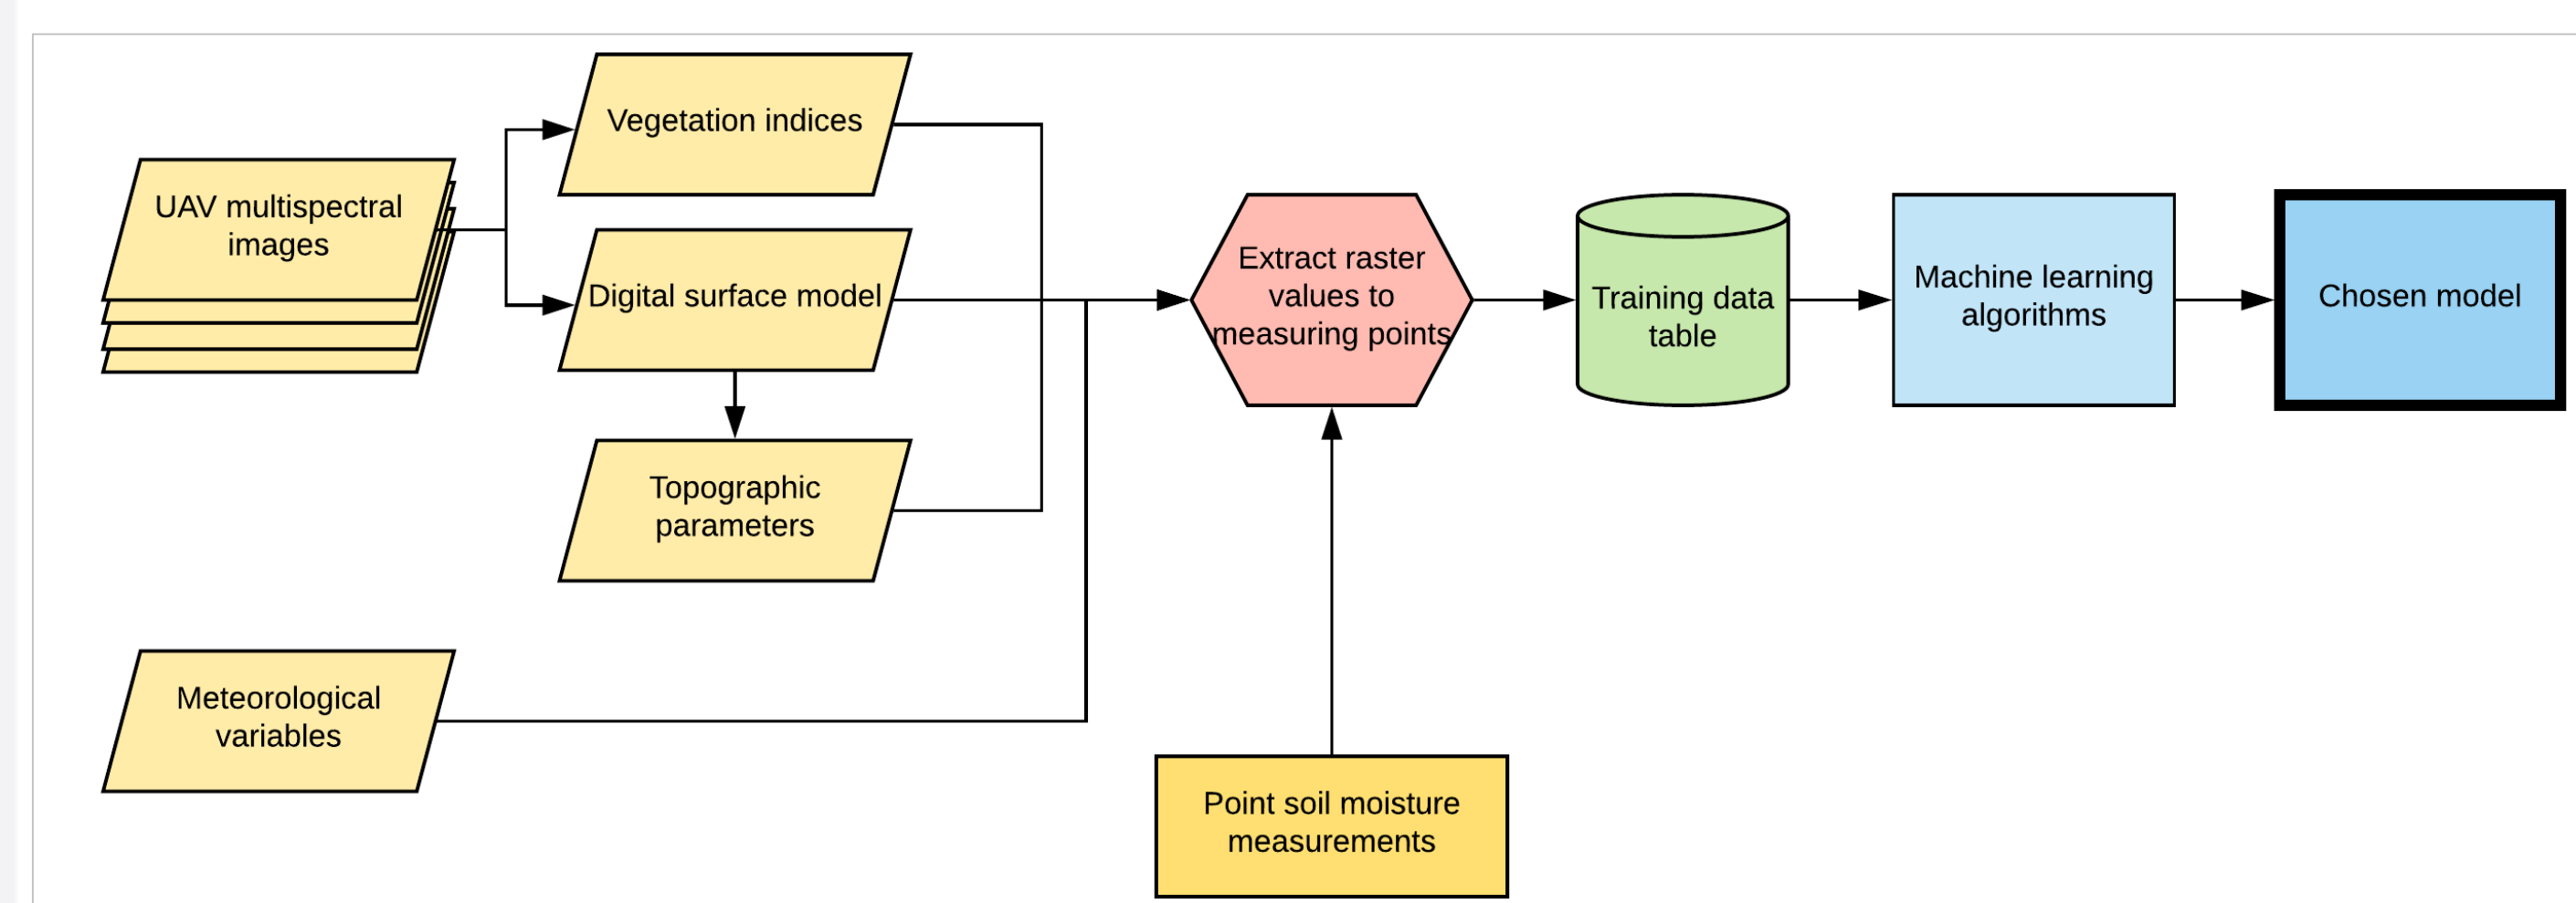 Vegetation indices
UAV multispectral
images
Digital surface model
Topographic
parameters
Meteorological
variables
Extract raster
values to
measuring points
Training data
table
Machine learning
algorithms
Chosen model
Point soil moisture
measurements